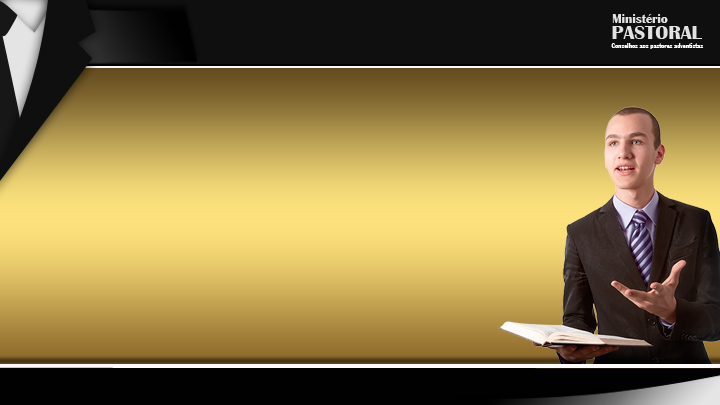 Ministério
PASTORAL
Conselhos aos pastores adventistas